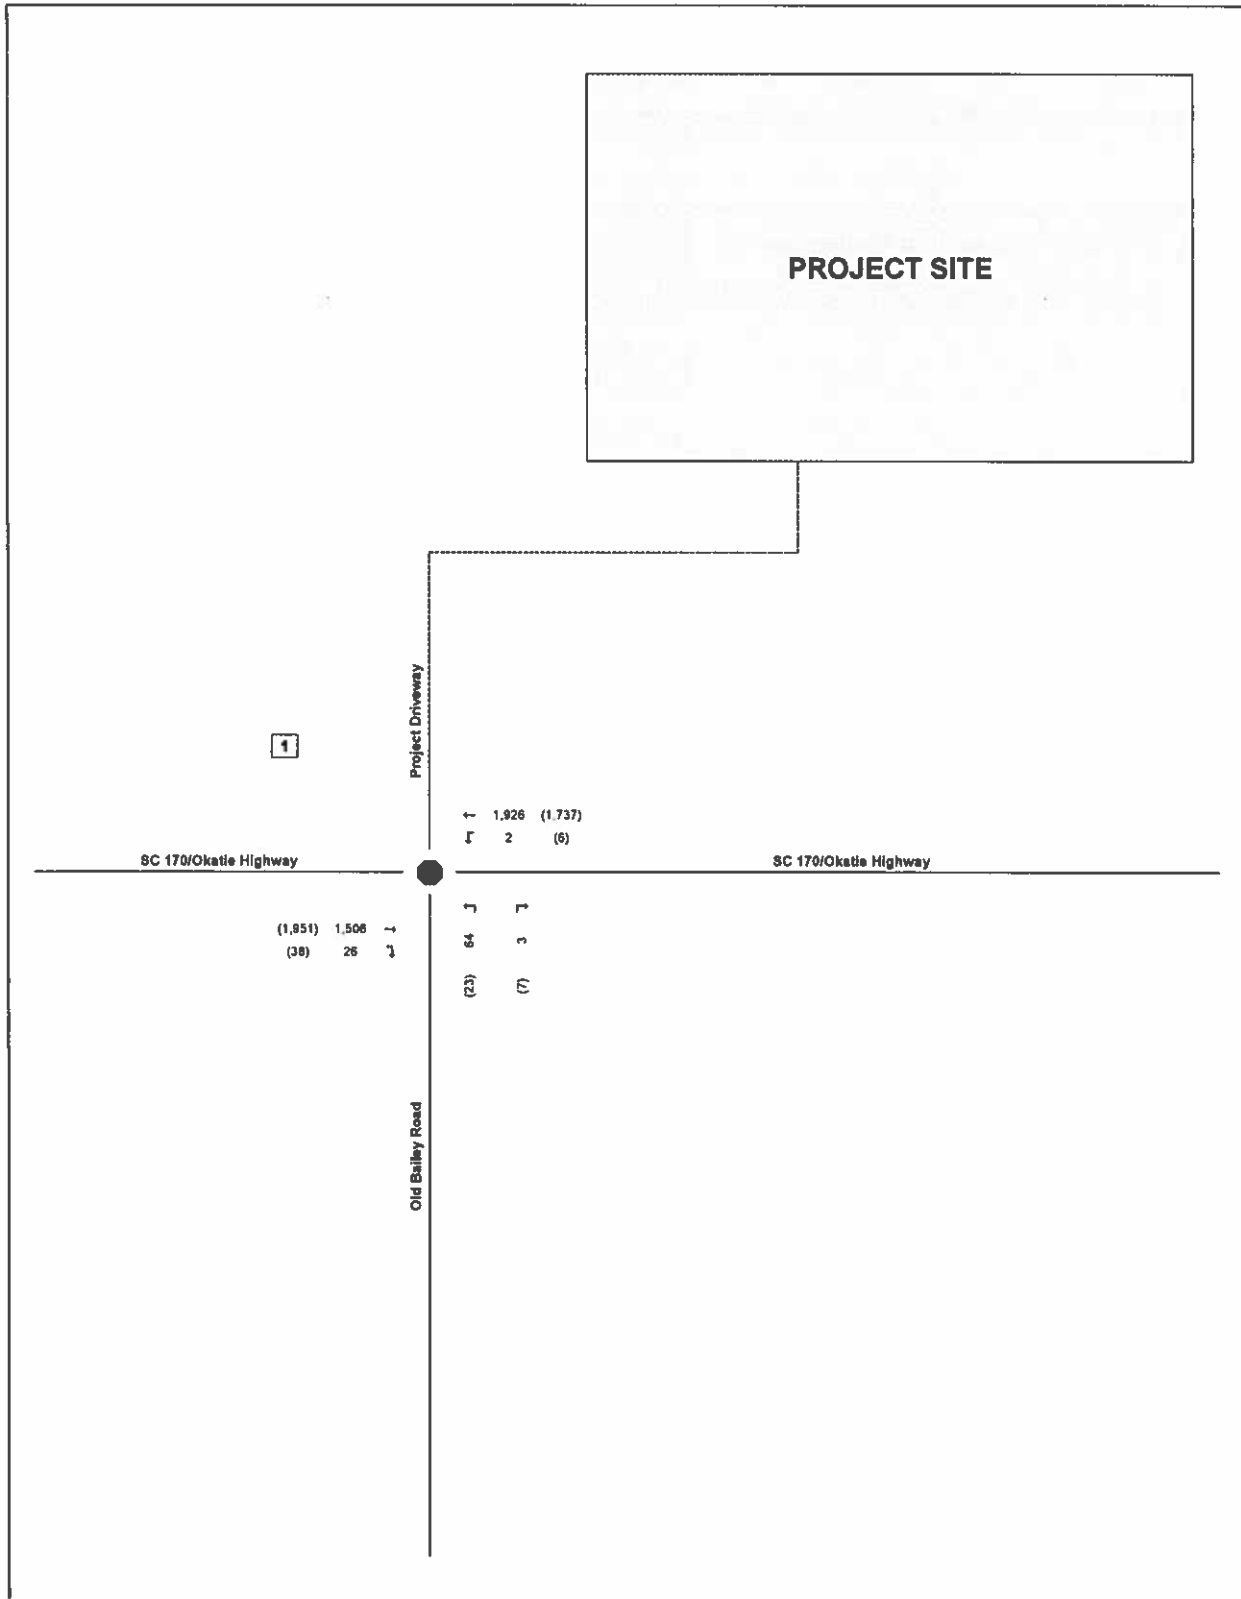 PROJECT SITE
Project Driveway
1
← 1,926 (1,737)
2 (6)
SC 170/Okatie Highway
SC 170/Okatie Highway
(1,951) 1,506 →
(38) 26
64 3
(23) (7)
Old Bailey Road